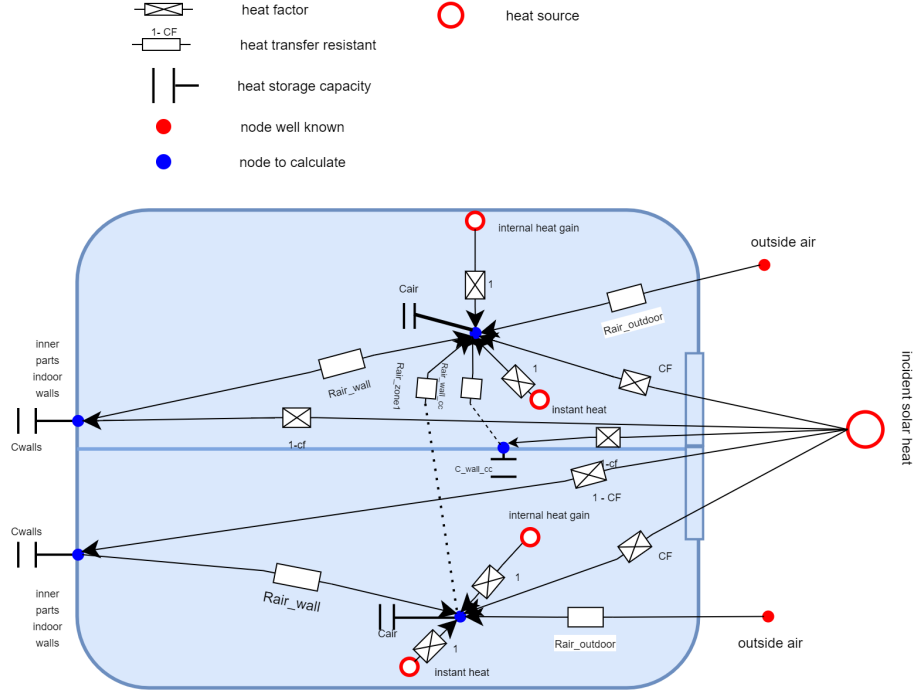 heat factor
heat source
1- CF
heat transfer resistant
heat storage capacity
node well known
node to calculate
internal heat gain
outside air
Cair
1
Rair_outdoor
inner
parts
indoor
walls
Rair_wall
Rair_zone1
Rair_wall_cc
1
CF
instant heat
incident solar heat
Cwalls
1-cf
C_wall_cc
1-cf
1 - CF
internal heat gain
Cwalls
CF
1
inner
parts
indoor
walls
Rair_wall
Cair
1
Rair_outdoor
outside air
instant heat